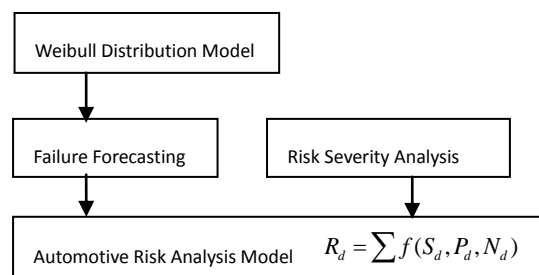 Weibull Distribution Model
Failure Forecasting
Risk Severity Analysis
Automotive Risk Analysis Model R_d = ∑ f(S_d, P_d, N_d)